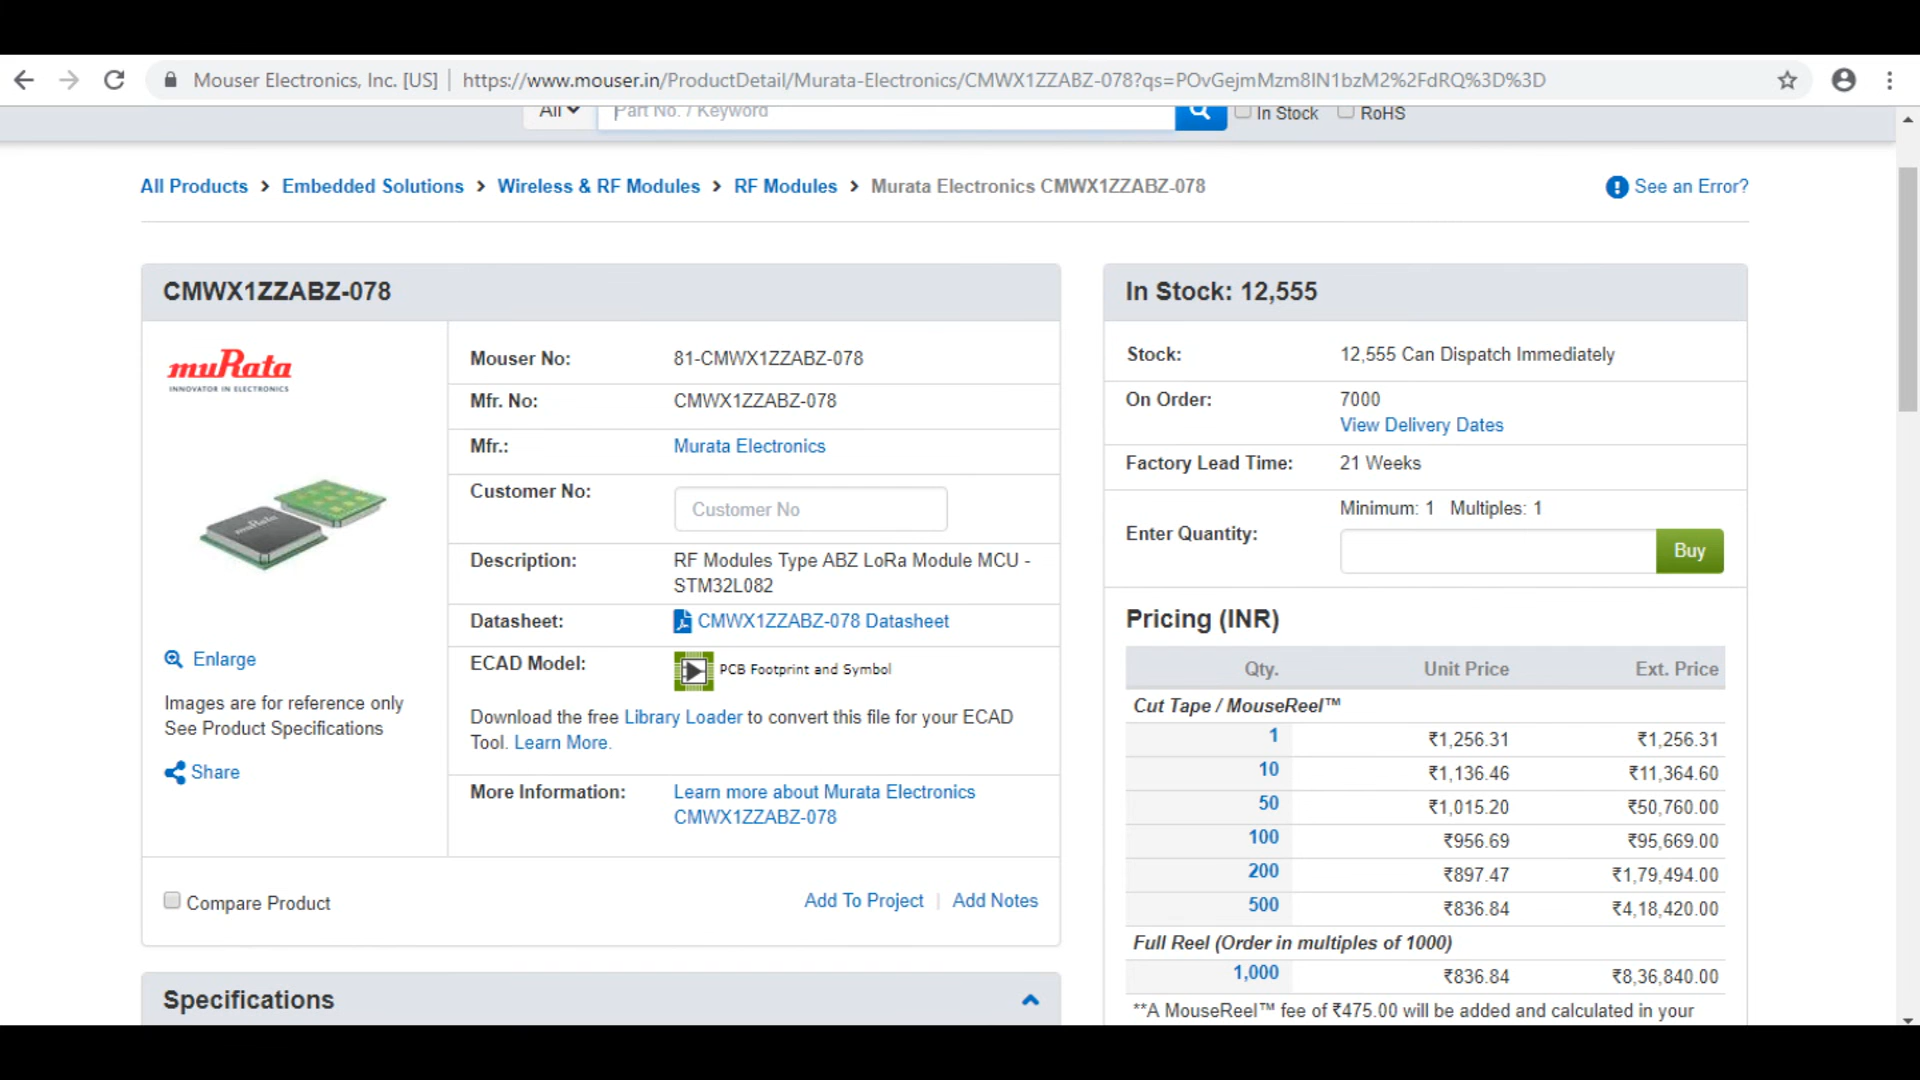 Mouser Electronics, Inc. [US] https://www.mouser.in/ProductDetail/Murata-Electronics/CMWX1ZZABZ-078?qs=POvGejmMzm8IN1bzM2%2FdRQ%3D%3D
All Part No. / Keyword In Stock RoHS
All Products > Embedded Solutions > Wireless & RF Modules > RF Modules > Murata Electronics CMWX1ZZABZ-078
See an Error?
CMWX1ZZABZ-078
muRata
INNOVATOR IN ELECTRONICS
muRata
Enlarge
Images are for reference only
See Product Specifications
Share
Mouser No: 81-CMWX1ZZABZ-078
Mfr. No: CMWX1ZZABZ-078
Mfr.: Murata Electronics
Customer No: Customer No
Description: RF Modules Type ABZ LoRa Module MCU -
STM32L082
Datasheet: CMWX1ZZABZ-078 Datasheet
ECAD Model: PCB Footprint and Symbol
Download the free Library Loader to convert this file for your ECAD
Tool. Learn More.
More Information: Learn more about Murata Electronics
CMWX1ZZABZ-078
Compare Product Add To Project | Add Notes
Specifications
In Stock: 12,555
Stock: 12,555 Can Dispatch Immediately
On Order: 7000
View Delivery Dates
Factory Lead Time: 21 Weeks
Minimum: 1 Multiples: 1
Enter Quantity: Buy
Pricing (INR)
Qty. Unit Price Ext. Price
Cut Tape / MouseReel™
1 ₹1,256.31 ₹1,256.31
10 ₹1,136.46 ₹11,364.60
50 ₹1,015.20 ₹50,760.00
100 ₹956.69 ₹95,669.00
200 ₹897.47 ₹1,79,494.00
500 ₹836.84 ₹4,18,420.00
Full Reel (Order in multiples of 1000)
1,000 ₹836.84 ₹8,36,840.00
**A MouseReel™ fee of ₹475.00 will be added and calculated in your